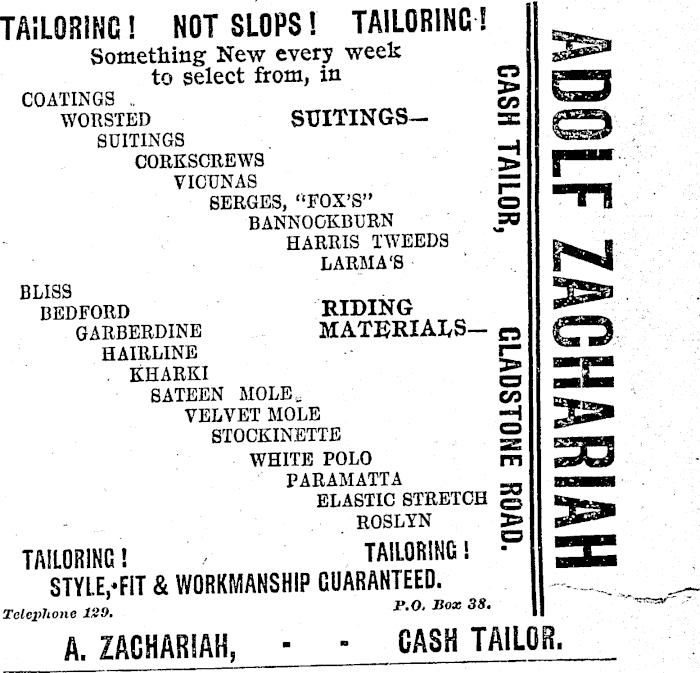 TAILORING! NOT SLOPS! TAILORING!
Something New every week
to select from, in
COATINGS
WORSTED SUITINGS—
SUITINGS
CORKSCREWS
VICUNAS
SERGES, "FOX'S"
BANNOCKBURN
HARRIS TWEEDS
LARMA'S
BLISS
BEDFORD RIDING
GARBERDINE MATERIALS—
HAIRLINE
KHARKI
SATEEN MOLE
VELVET MOLE
STOCKINETTE
WHITE POLO
PARAMATTA
ELASTIC STRETCH
ROSLYN
TAILORING! TAILORING!
STYLE, FIT & WORKMANSHIP GUARANTEED.
Telephone 129. P.O. Box 38.
A. ZACHARIAH, - - CASH TAILOR.
CASH TAILOR, GLADSTONE ROAD.
ADOLF ZACHARIAH